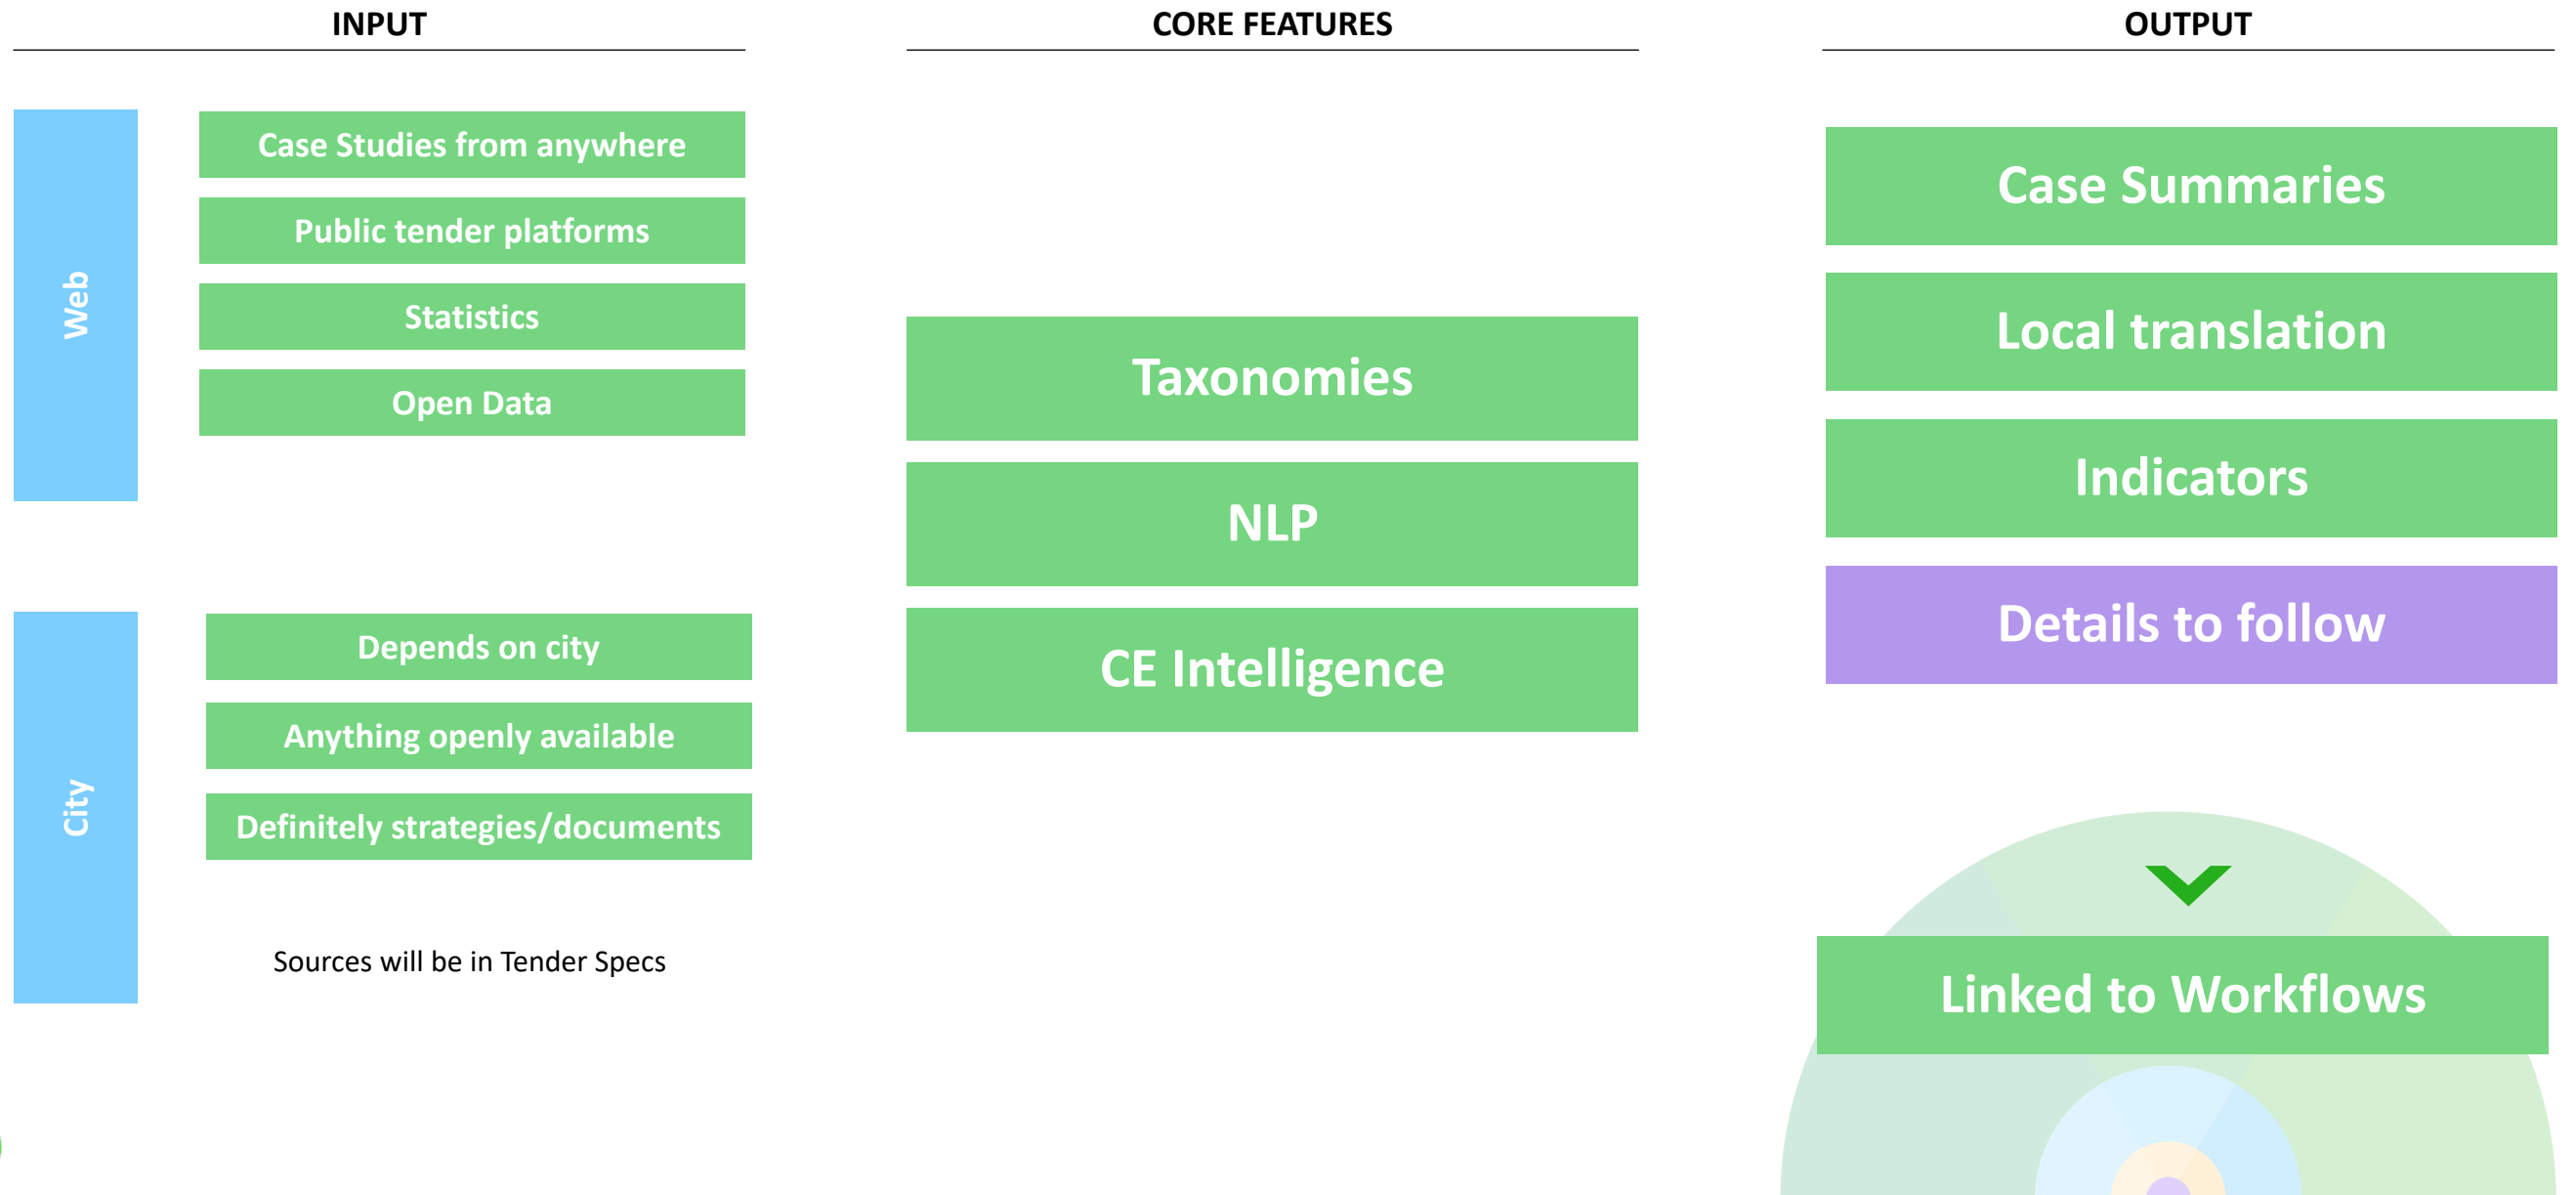 INPUT
Web
Case Studies from anywhere
Public tender platforms
Statistics
Open Data
City
Depends on city
Anything openly available
Definitely strategies/documents
Sources will be in Tender Specs
CORE FEATURES
Taxonomies
NLP
CE Intelligence
OUTPUT
Case Summaries
Local translation
Indicators
Details to follow
Linked to Workflows